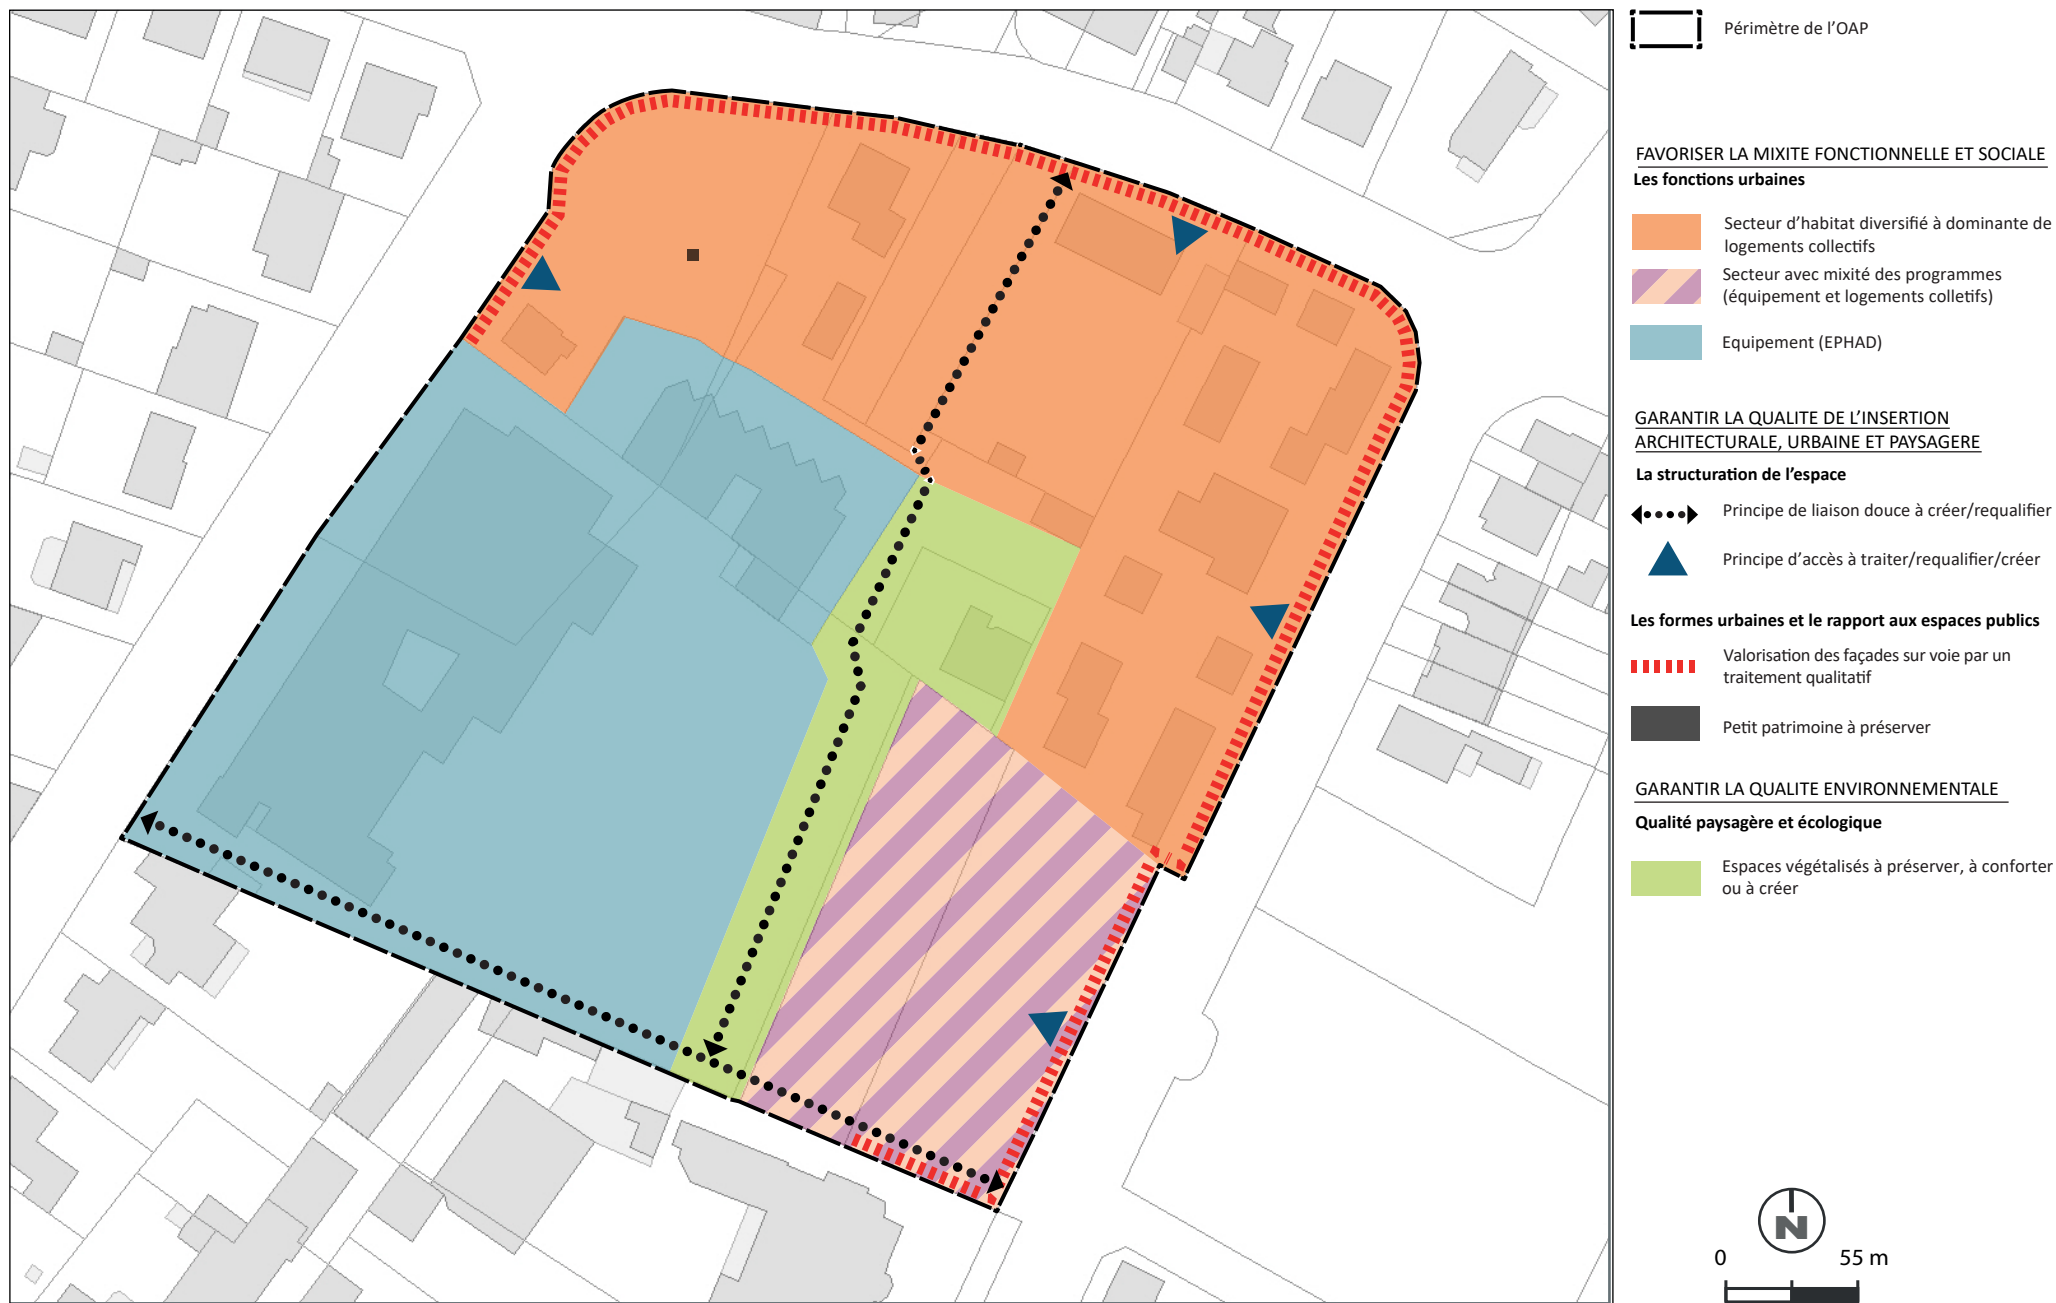 Périmètre de l'OAP
FAVORISER LA MIXITE FONCTIONNELLE ET SOCIALE
Les fonctions urbaines
Secteur d'habitat diversifié à dominante de
logements collectifs
Secteur avec mixité des programmes
(équipement et logements colletifs)
Equipement (EPHAD)
GARANTIR LA QUALITE DE L'INSERTION
ARCHITECTURALE, URBAINE ET PAYSAGERE
La structuration de l'espace
Principe de liaison douce à créer/requalifier
Principe d'accès à traiter/requalifier/créer
Les formes urbaines et le rapport aux espaces publics
Valorisation des façades sur voie par un
traitement qualitatif
Petit patrimoine à préserver
GARANTIR LA QUALITE ENVIRONNEMENTALE
Qualité paysagère et écologique
Espaces végétalisés à préserver, à conforter
ou à créer
N
0 55 m